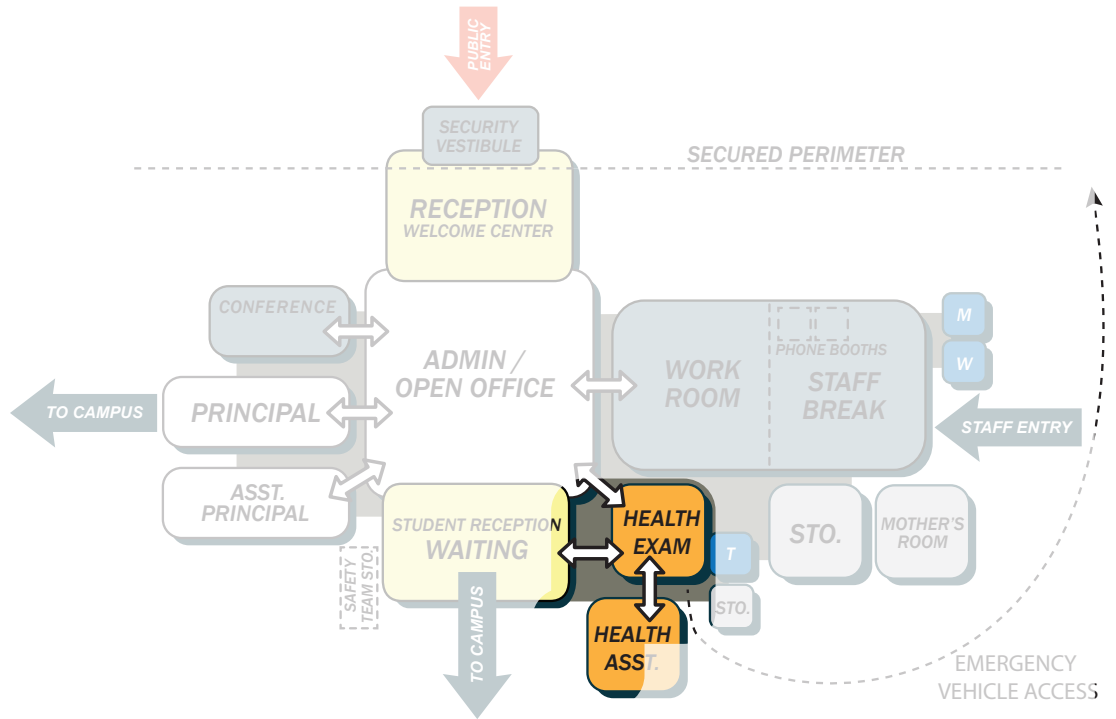 PUBLIC
ENTRY
SECURITY
VESTIBULE
SECURED PERIMETER
RECEPTION
WELCOME CENTER
CONFERENCE
ADMIN /
OPEN OFFICE
WORK
ROOM
PHONE BOOTHS
STAFF
BREAK
M
W
TO CAMPUS
PRINCIPAL
STAFF ENTRY
ASST.
PRINCIPAL
STUDENT RECEPTION
WAITING
HEALTH
EXAM
T
STO.
MOTHER'S
ROOM
SAFETY
TEAM STO.
TO CAMPUS
HEALTH
ASST.
STO.
EMERGENCY
VEHICLE ACCESS